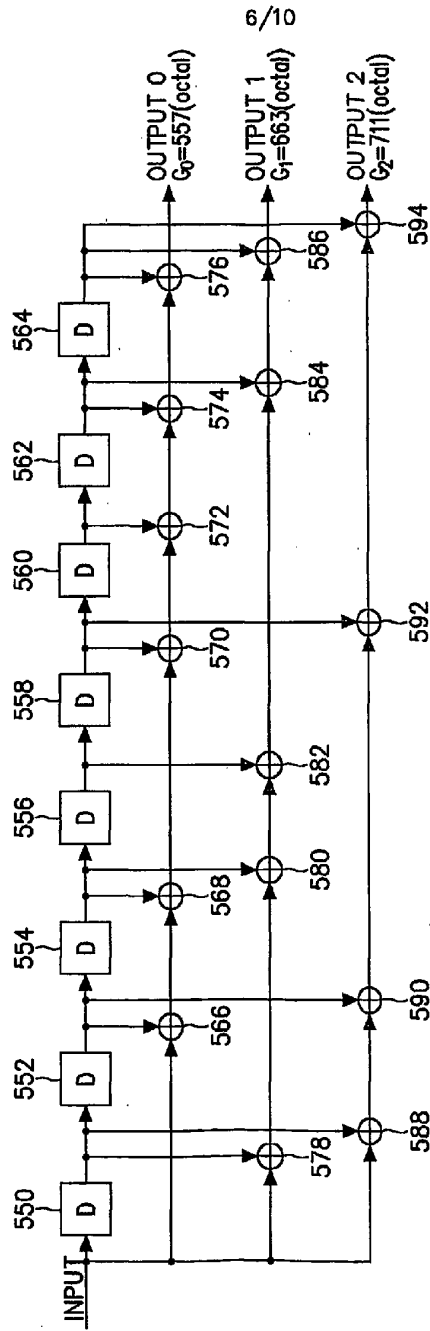 6/10
INPUT
550
D
552
D
554
D
556
D
558
D
560
D
562
D
564
D
566
568
570
572
574
576
OUTPUT 0
G0=557(octal)
578
580
582
584
586
OUTPUT 1
G1=663(octal)
588
590
592
594
OUTPUT 2
G2=711(octal)